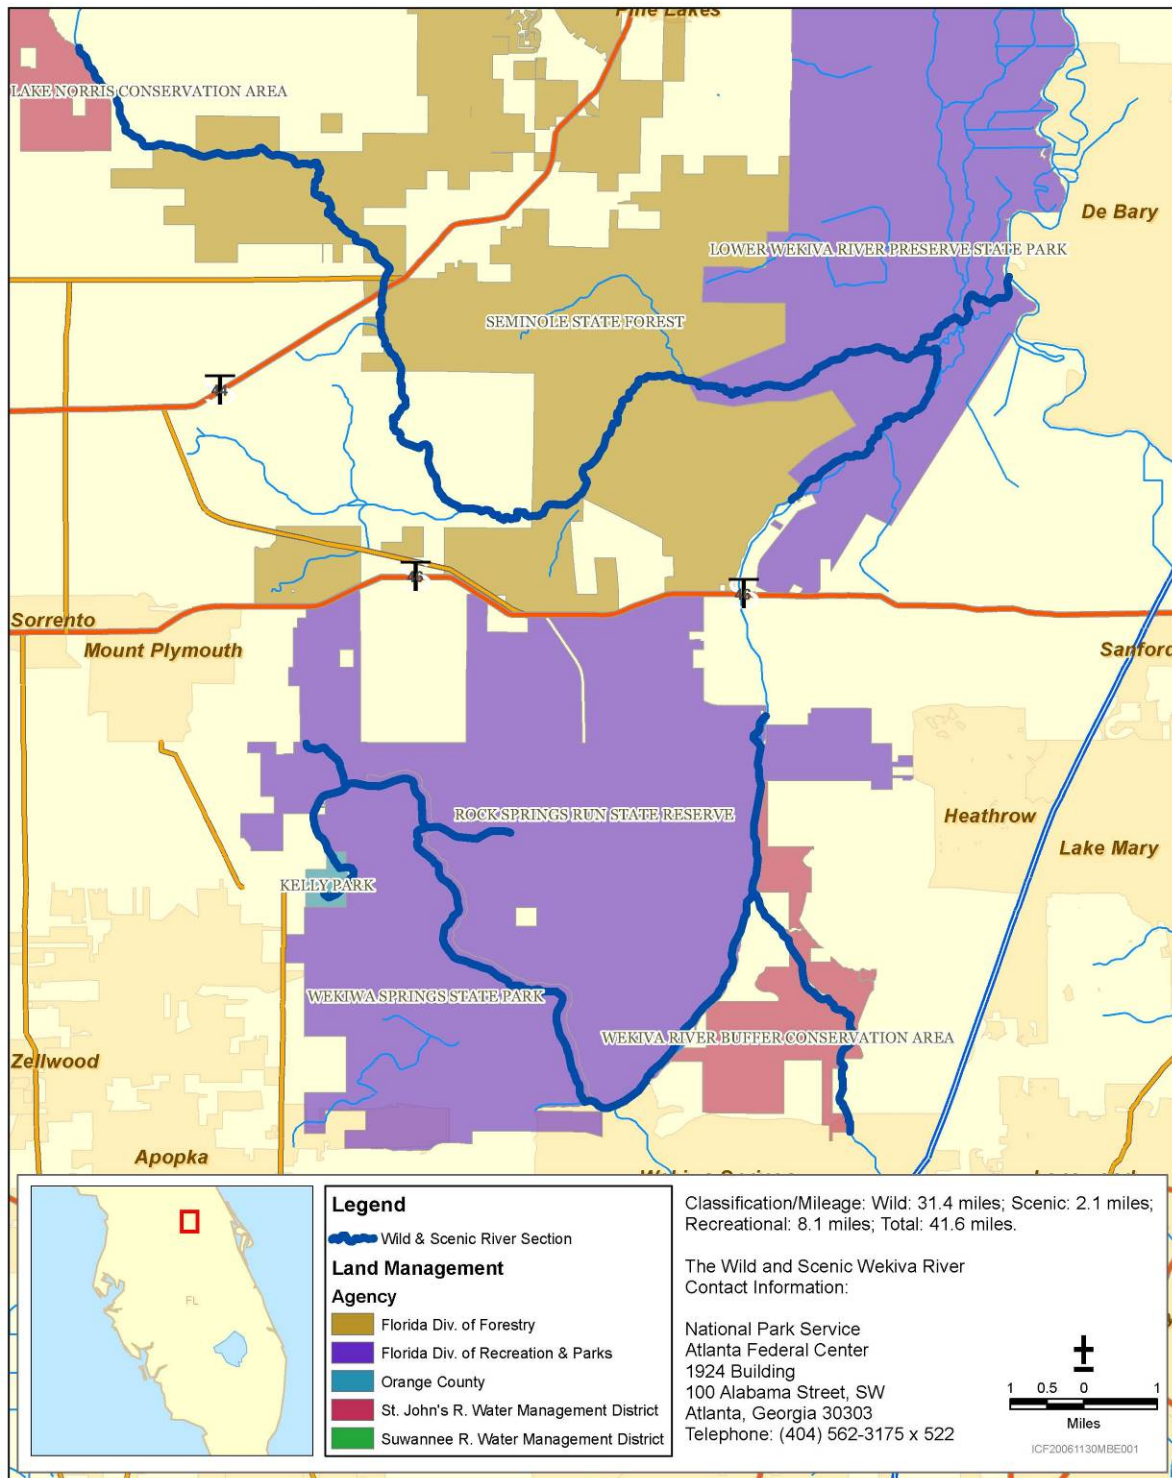 Pine Lakes
LAKE NORRIS CONSERVATION AREA
De Bary
LOWER WEKIVA RIVER PRESERVE STATE PARK
SEMINOLE STATE FOREST
44
46
46
Sorrento
Mount Plymouth
Sanford
ROCK SPRINGS RUN STATE RESERVE
Heathrow
Lake Mary
KELLY PARK
WEKIWA SPRINGS STATE PARK
WEKIVA RIVER BUFFER CONSERVATION AREA
Zellwood
Apopka
FL
Legend
Wild & Scenic River Section
Land Management
Agency
Florida Div. of Forestry
Florida Div. of Recreation & Parks
Orange County
St. John's R. Water Management District
Suwannee R. Water Management District
Classification/Mileage: Wild: 31.4 miles; Scenic: 2.1 miles;
Recreational: 8.1 miles; Total: 41.6 miles.
The Wild and Scenic Wekiva River
Contact Information:
National Park Service
Atlanta Federal Center
1924 Building
100 Alabama Street, SW
Atlanta, Georgia 30303
Telephone: (404) 562-3175 x 522
1 0.5 0 1
Miles
ICF20061130MBE001